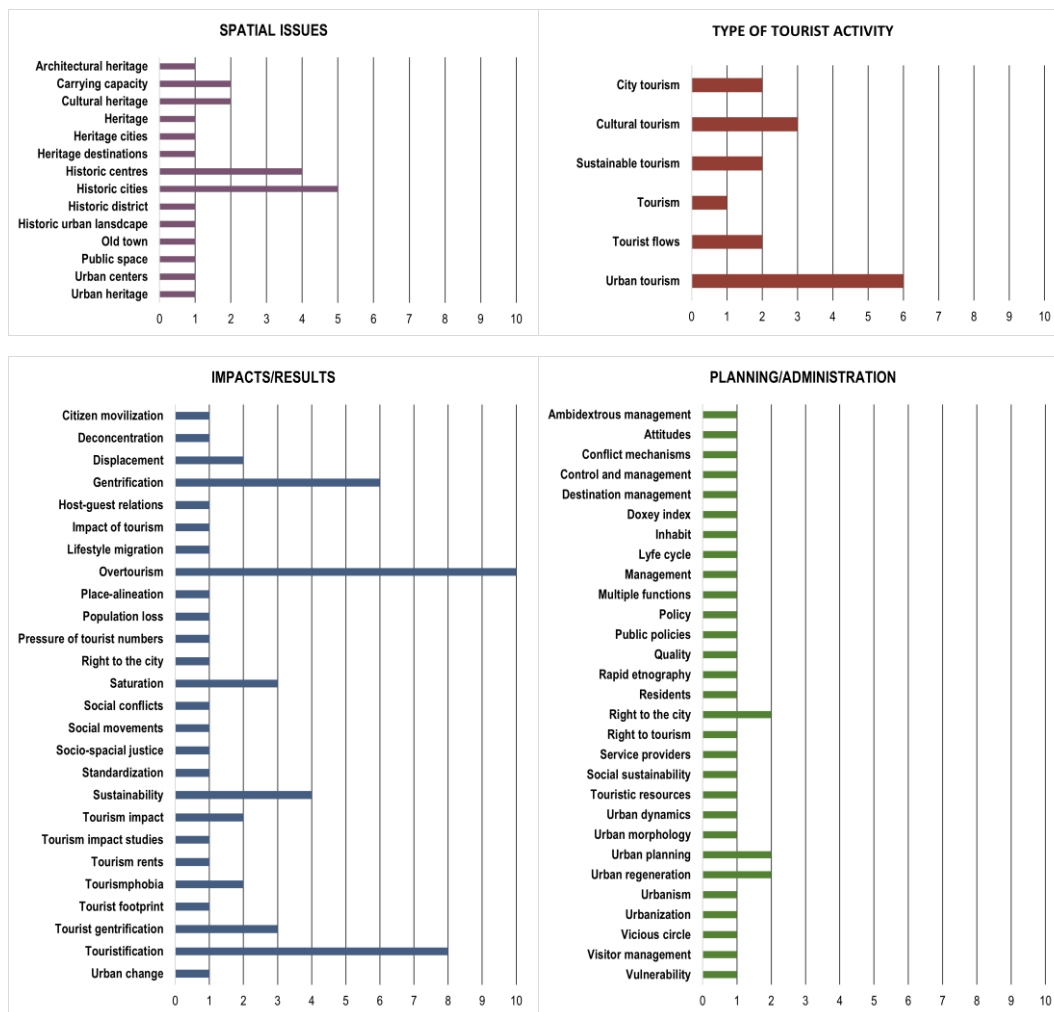 SPATIAL ISSUES
Architectural heritage
Carrying capacity
Cultural heritage
Heritage
Heritage cities
Heritage destinations
Historic centres
Historic cities
Historic district
Historic urban lansdcape
Old town
Public space
Urban centers
Urban heritage
0 1 2 3 4 5 6 7 8 9 10
TYPE OF TOURIST ACTIVITY
City tourism
Cultural tourism
Sustainable tourism
Tourism
Tourist flows
Urban tourism
0 1 2 3 4 5 6 7 8 9 10
IMPACTS/RESULTS
Citizen movilization
Deconcentration
Displacement
Gentrification
Host-guest relations
Impact of tourism
Lifestyle migration
Overtourism
Place-alineation
Population loss
Pressure of tourist numbers
Right to the city
Saturation
Social conflicts
Social movements
Socio-spacial justice
Standardization
Sustainability
Tourism impact
Tourism impact studies
Tourism rents
Tourismphobia
Tourist footprint
Tourist gentrification
Touristification
Urban change
0 1 2 3 4 5 6 7 8 9 10
PLANNING/ADMINISTRATION
Ambidextrous management
Attitudes
Conflict mechanisms
Control and management
Destination management
Doxey index
Inhabit
Lyfe cycle
Management
Multiple functions
Policy
Public policies
Quality
Rapid etnography
Residents
Right to the city
Right to tourism
Service providers
Social sustainability
Touristic resources
Urban dynamics
Urban morphology
Urban planning
Urban regeneration
Urbanism
Urbanization
Vicious circle
Visitor management
Vulnerability
0 1 2 3 4 5 6 7 8 9 10